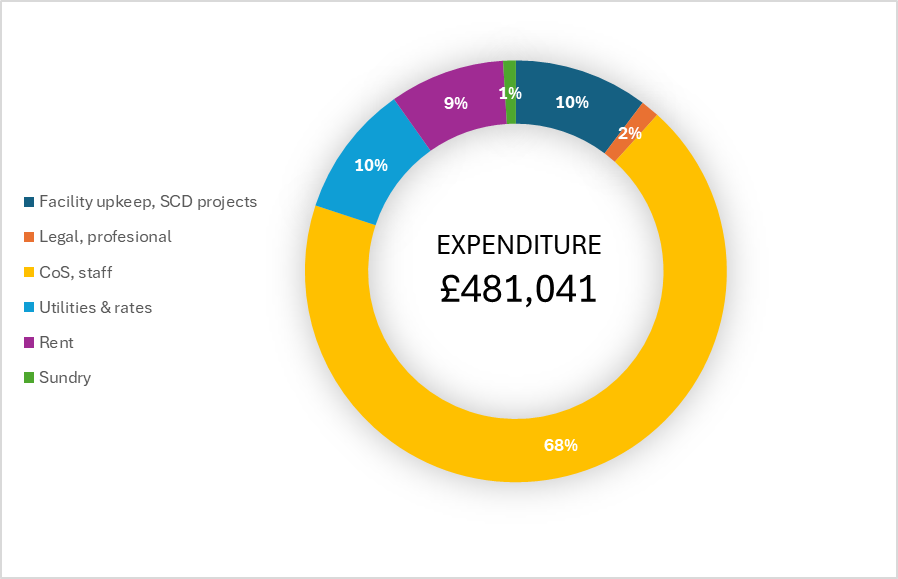 9%
1%
10%
2%
10%
Facility upkeep, SCD projects
Legal, profesional
CoS, staff
Utilities & rates
Rent
Sundry
EXPENDITURE
£481,041
68%